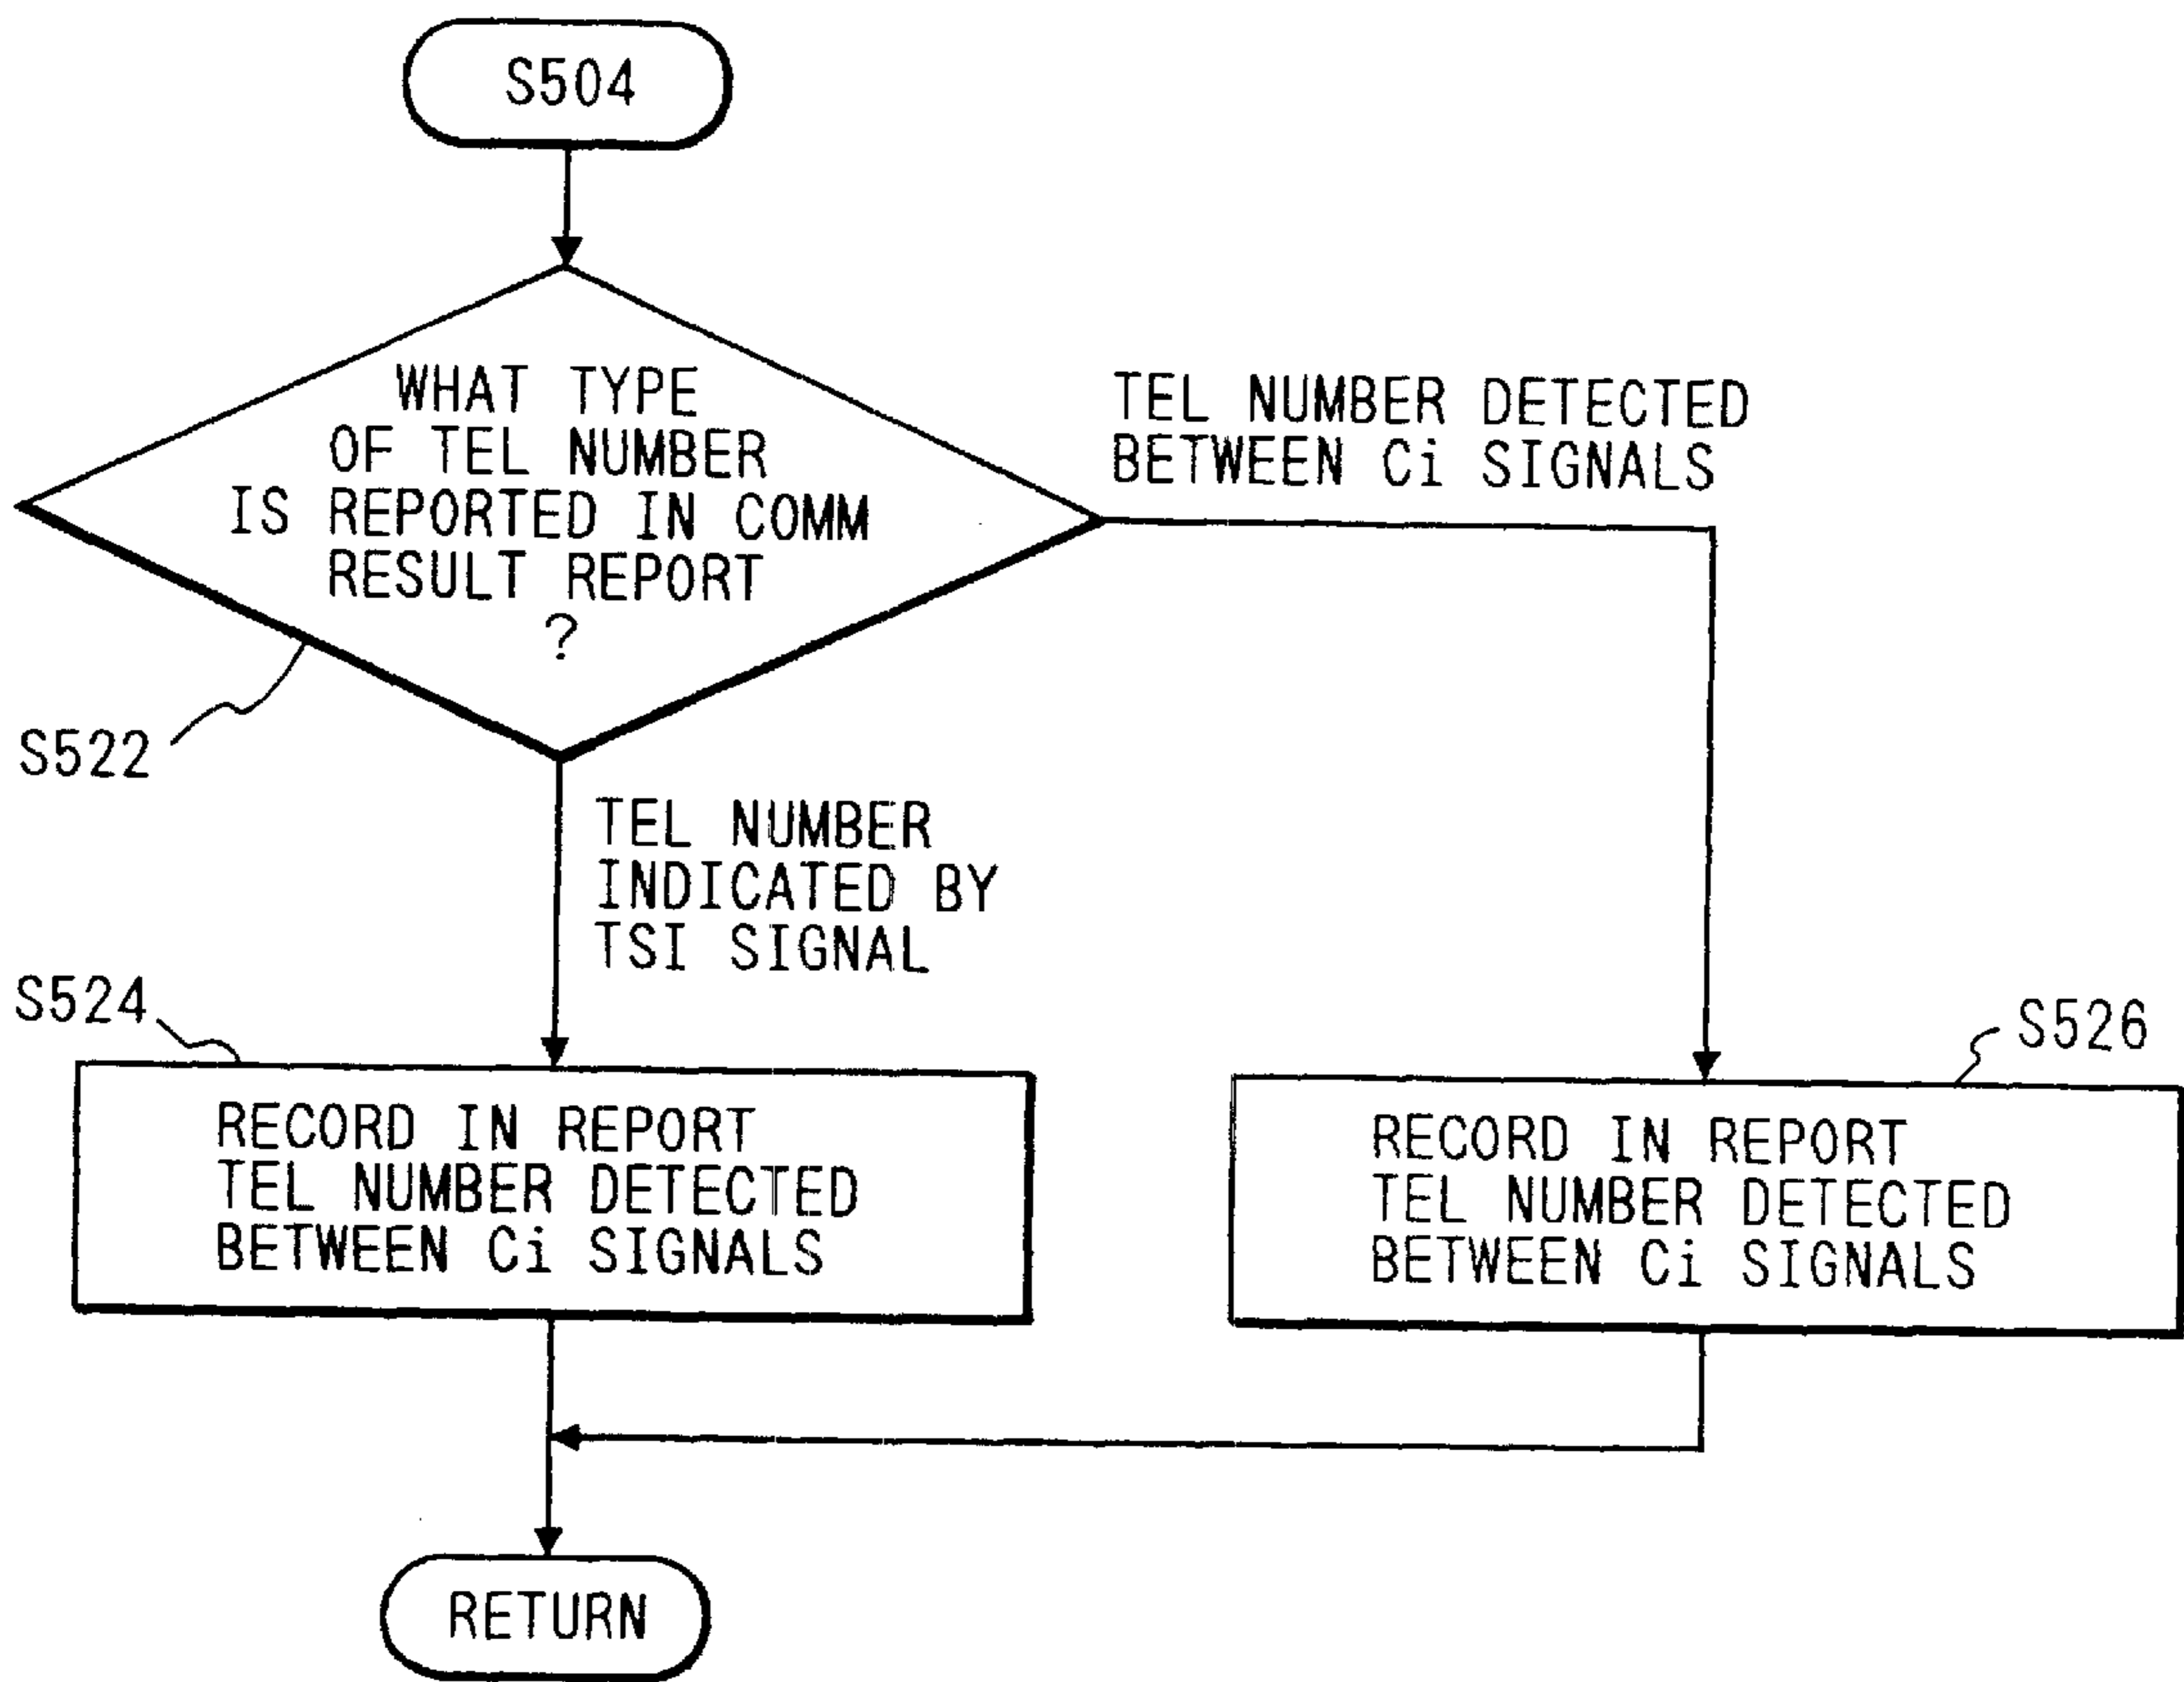 S504
WHAT TYPE
OF TEL NUMBER
IS REPORTED IN COMM
RESULT REPORT
?
TEL NUMBER DETECTED
BETWEEN Ci SIGNALS
S522
TEL NUMBER
INDICATED BY
TSI SIGNAL
S524
RECORD IN REPORT
TEL NUMBER DETECTED
BETWEEN Ci SIGNALS
S526
RECORD IN REPORT
TEL NUMBER DETECTED
BETWEEN Ci SIGNALS
RETURN